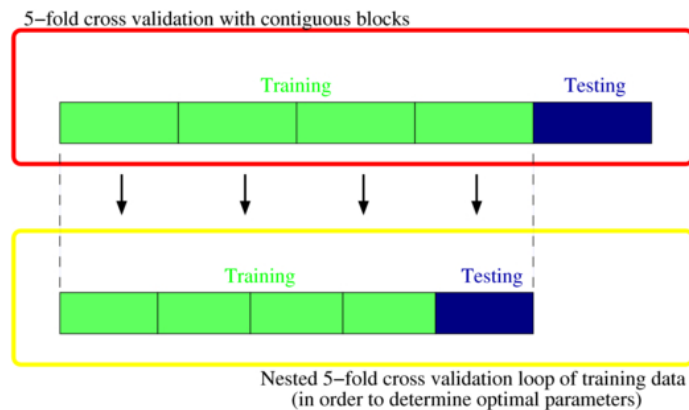 5-fold cross validation with contiguous blocks
Training
Testing
Training
Testing
Nested 5-fold cross validation loop of training data
(in order to determine optimal parameters)